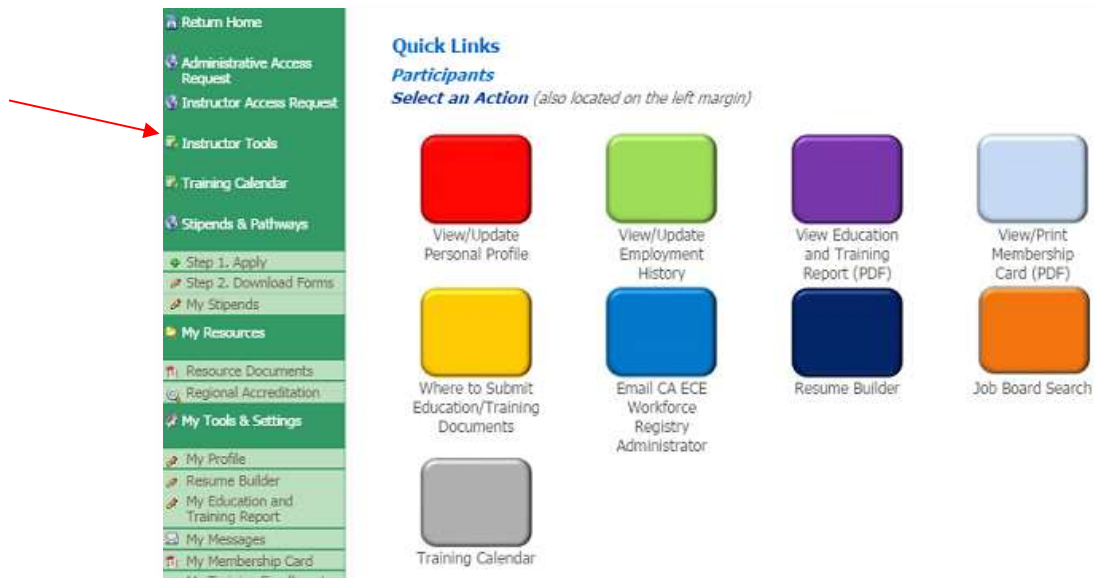 Return Home
Administrative Access
Request
Instructor Access Request
Instructor Tools
Training Calendar
Stipends & Pathways
Step 1. Apply
Step 2. Download Forms
My Stipends
My Resources
Resource Documents
Regional Accreditation
My Tools & Settings
My Profile
Resume Builder
My Education and
Training Report
My Messages
My Membership Card
Quick Links
Participants
Select an Action (also located on the left margin)
View/Update
Personal Profile
View/Update
Employment
History
View Education
and Training
Report (PDF)
View/Print
Membership
Card (PDF)
Where to Submit
Education/Training
Documents
Email CA ECE
Workforce
Registry
Administrator
Resume Builder
Job Board Search
Training Calendar